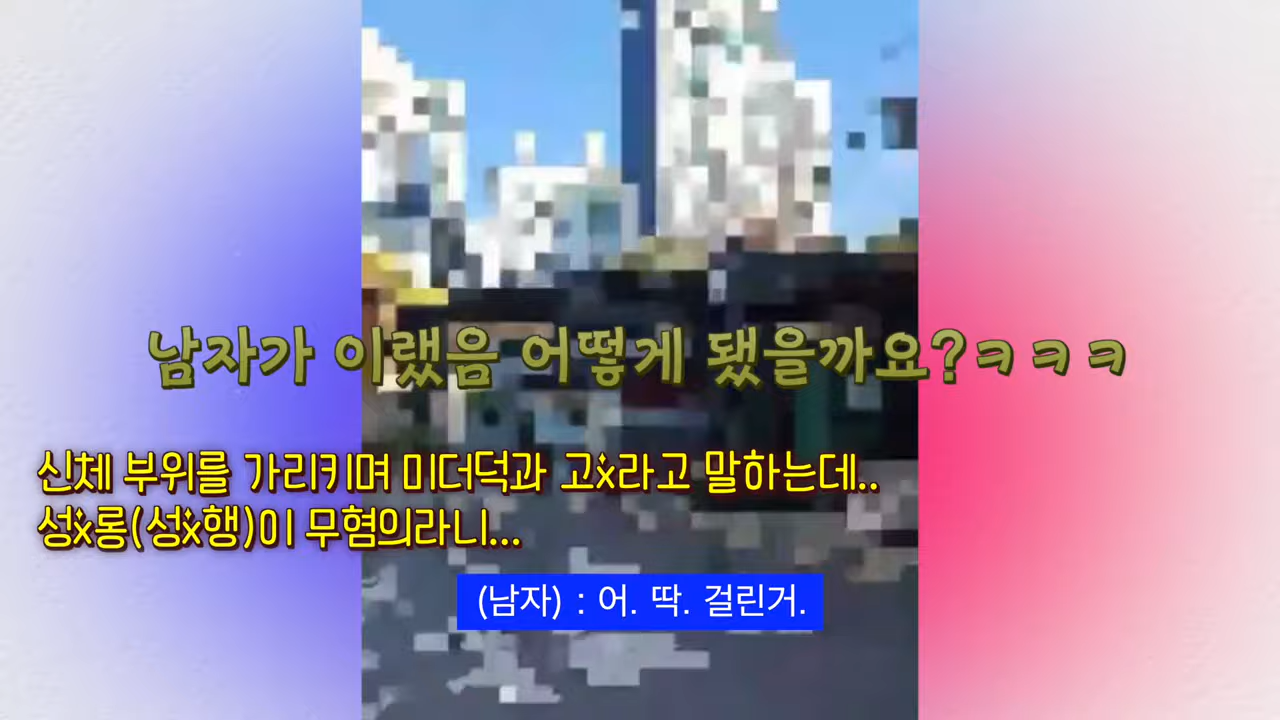 남자가 이랬음 어떻게 됐을까요?ㅋㅋㅋ
신체 부위를 가리키며 미더덕과 고x라고 말하는데..
성x롱(성x행)이 무혐의라니...
(남자) : 어. 딱. 걸린거.